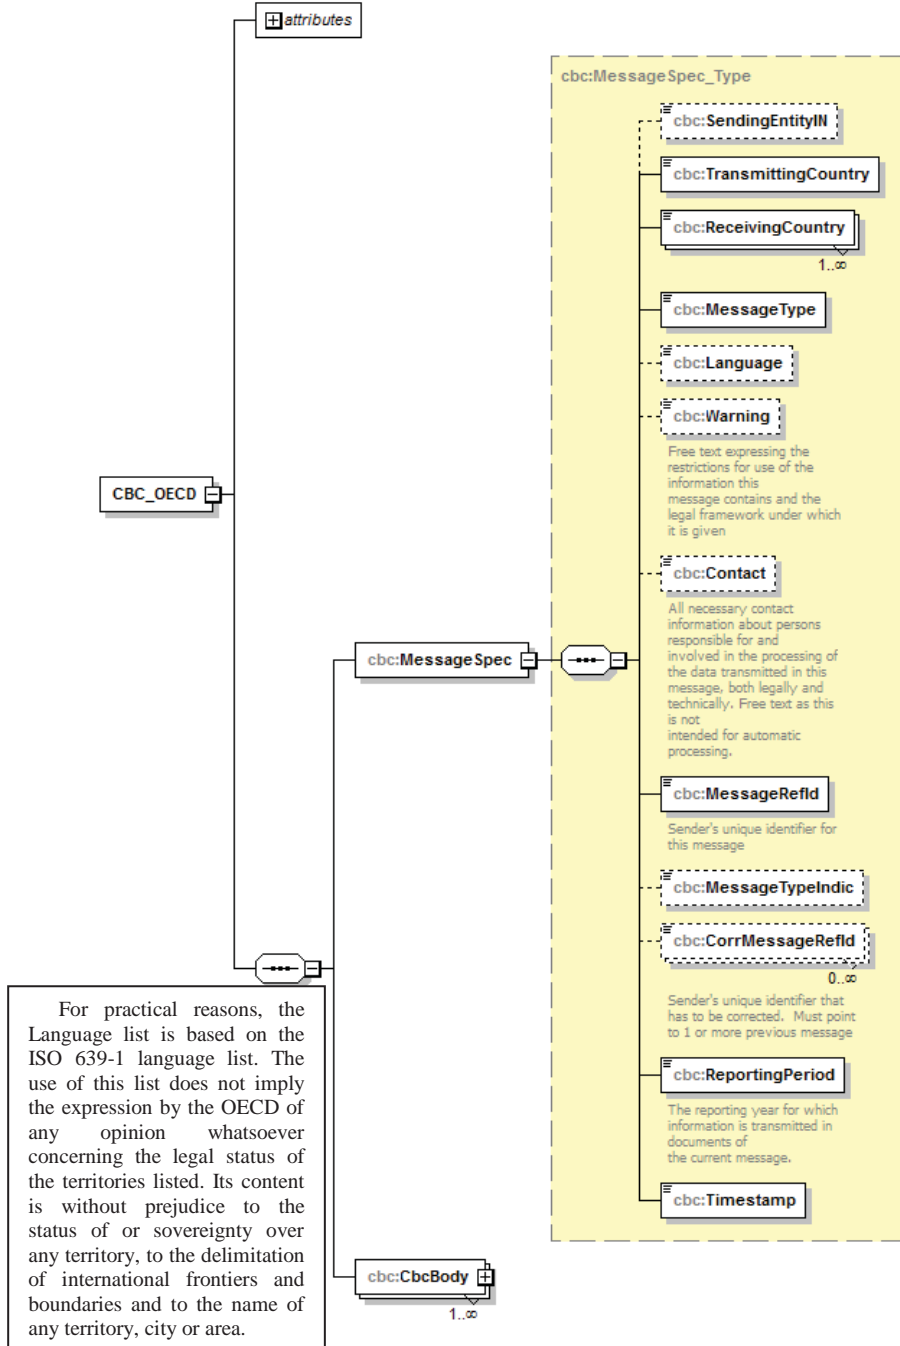 attributes
cbc:MessageSpec_Type
cbc:SendingEntityIN
cbc:TransmittingCountry
cbc:ReceivingCountry
1..∞
cbc:MessageType
cbc:Language
cbc:Warning
Free text expressing the
restrictions for use of the
information this
message contains and the
legal framework under which
it is given
CBC_OECD
cbc:Contact
All necessary contact
information about persons
responsible for and
involved in the processing of
the data transmitted in this
message, both legally and
technically. Free text as this
is not
intended for automatic
processing.
cbc:MessageSpec
cbc:MessageRefId
Sender's unique identifier for
this message
cbc:MessageTypeIndic
cbc:CorrMessageRefId
0..∞
Sender's unique identifier that
has to be corrected. Must point
to 1 or more previous message
cbc:ReportingPeriod
The reporting year for which
information is transmitted in
documents of
the current message.
cbc:Timestamp
For practical reasons, the
Language list is based on the
ISO 639-1 language list. The
use of this list does not imply
the expression by the OECD of
any opinion whatsoever
concerning the legal status of
the territories listed. Its content
is without prejudice to the
status of or sovereignty over
any territory, to the delimitation
of international frontiers and
boundaries and to the name of
any territory, city or area.
cbc:CbcBody
1..∞